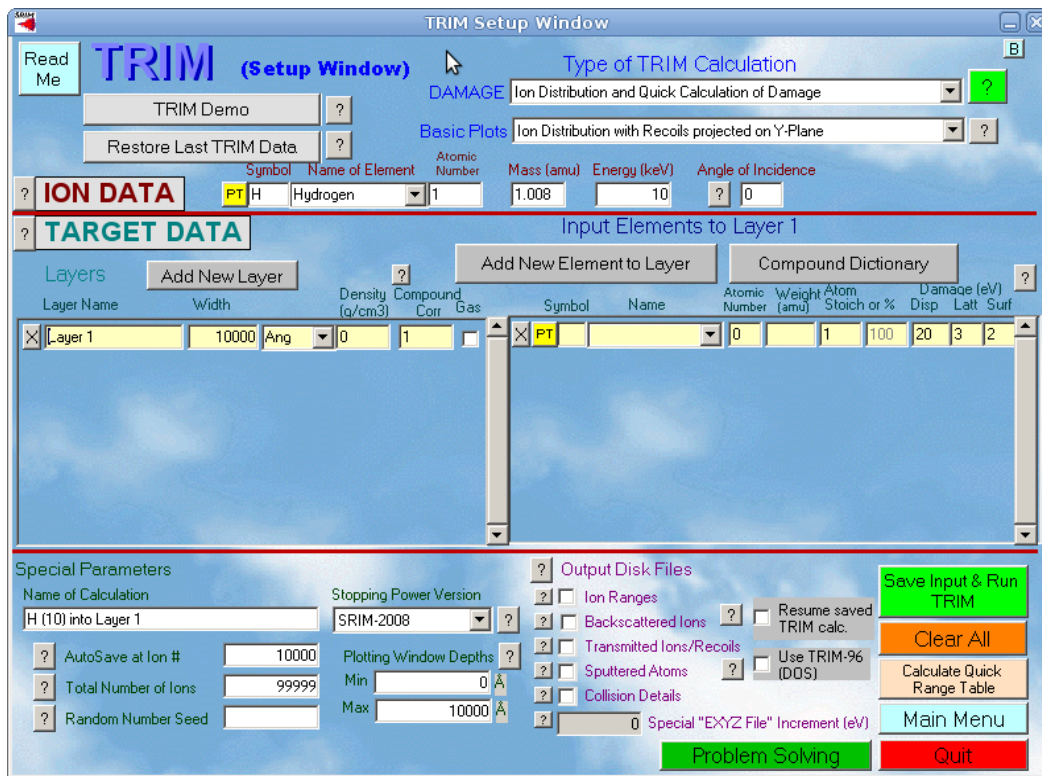 SRIM
TRIM Setup Window
Read
Me
TRIM (Setup Window)
B
Type of TRIM Calculation
DAMAGE Ion Distribution and Quick Calculation of Damage ?
TRIM Demo ?
Basic Plots Ion Distribution with Recoils projected on Y-Plane ?
Restore Last TRIM Data ?
Symbol Name of Element Atomic Number Mass (amu) Energy (keV) Angle of Incidence
? ION DATA PT H Hydrogen 1 1.008 10 ? 0
? TARGET DATA Input Elements to Layer 1
Layers Add New Layer ? Add New Element to Layer Compound Dictionary ?
Layer Name Width Density (g/cm3) Compound Corr Gas
Symbol Name Atomic Number Weight (amu) Atom Stoich or % Damage (eV) Disp Latt Surf
X Layer 1 10000 Ang 0 1
X PT 0 1 100 20 3 2
Special Parameters
Name of Calculation
H (10) into Layer 1
Stopping Power Version
SRIM-2008 ?
? AutoSave at Ion # 10000
? Total Number of Ions 99999
? Random Number Seed
Plotting Window Depths ?
Min 0 Å
Max 10000 Å
? Output Disk Files
? Ion Ranges
? Backscattered Ions
? Transmitted Ions/Recoils
? Sputtered Atoms
? Collision Details
? 0 Special "EXYZ File" Increment (eV)
? Resume saved
TRIM calc.
? Use TRIM-96
(DOS)
Save Input & Run
TRIM
Clear All
Calculate Quick
Range Table
Main Menu
Problem Solving
Quit